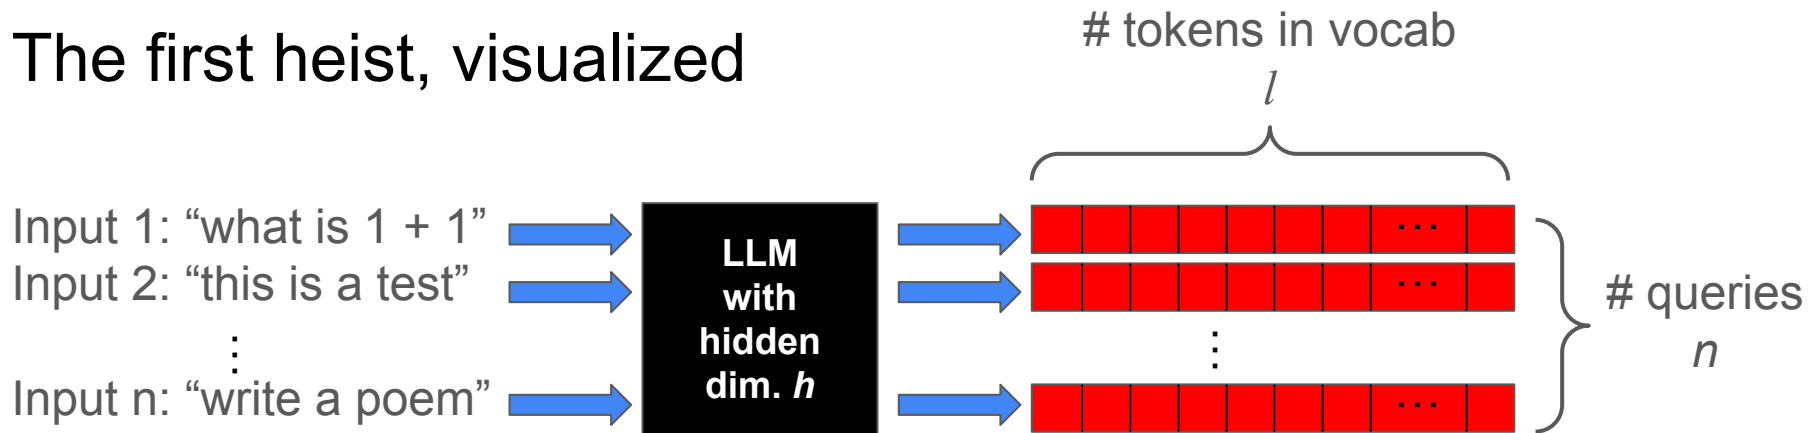 The first heist, visualized
# tokens in vocab
l
Input 1: “what is 1 + 1”
Input 2: “this is a test”
⋮
Input n: “write a poem”
LLM
with
hidden
dim. h
...
...
⋮
...
# queries
n